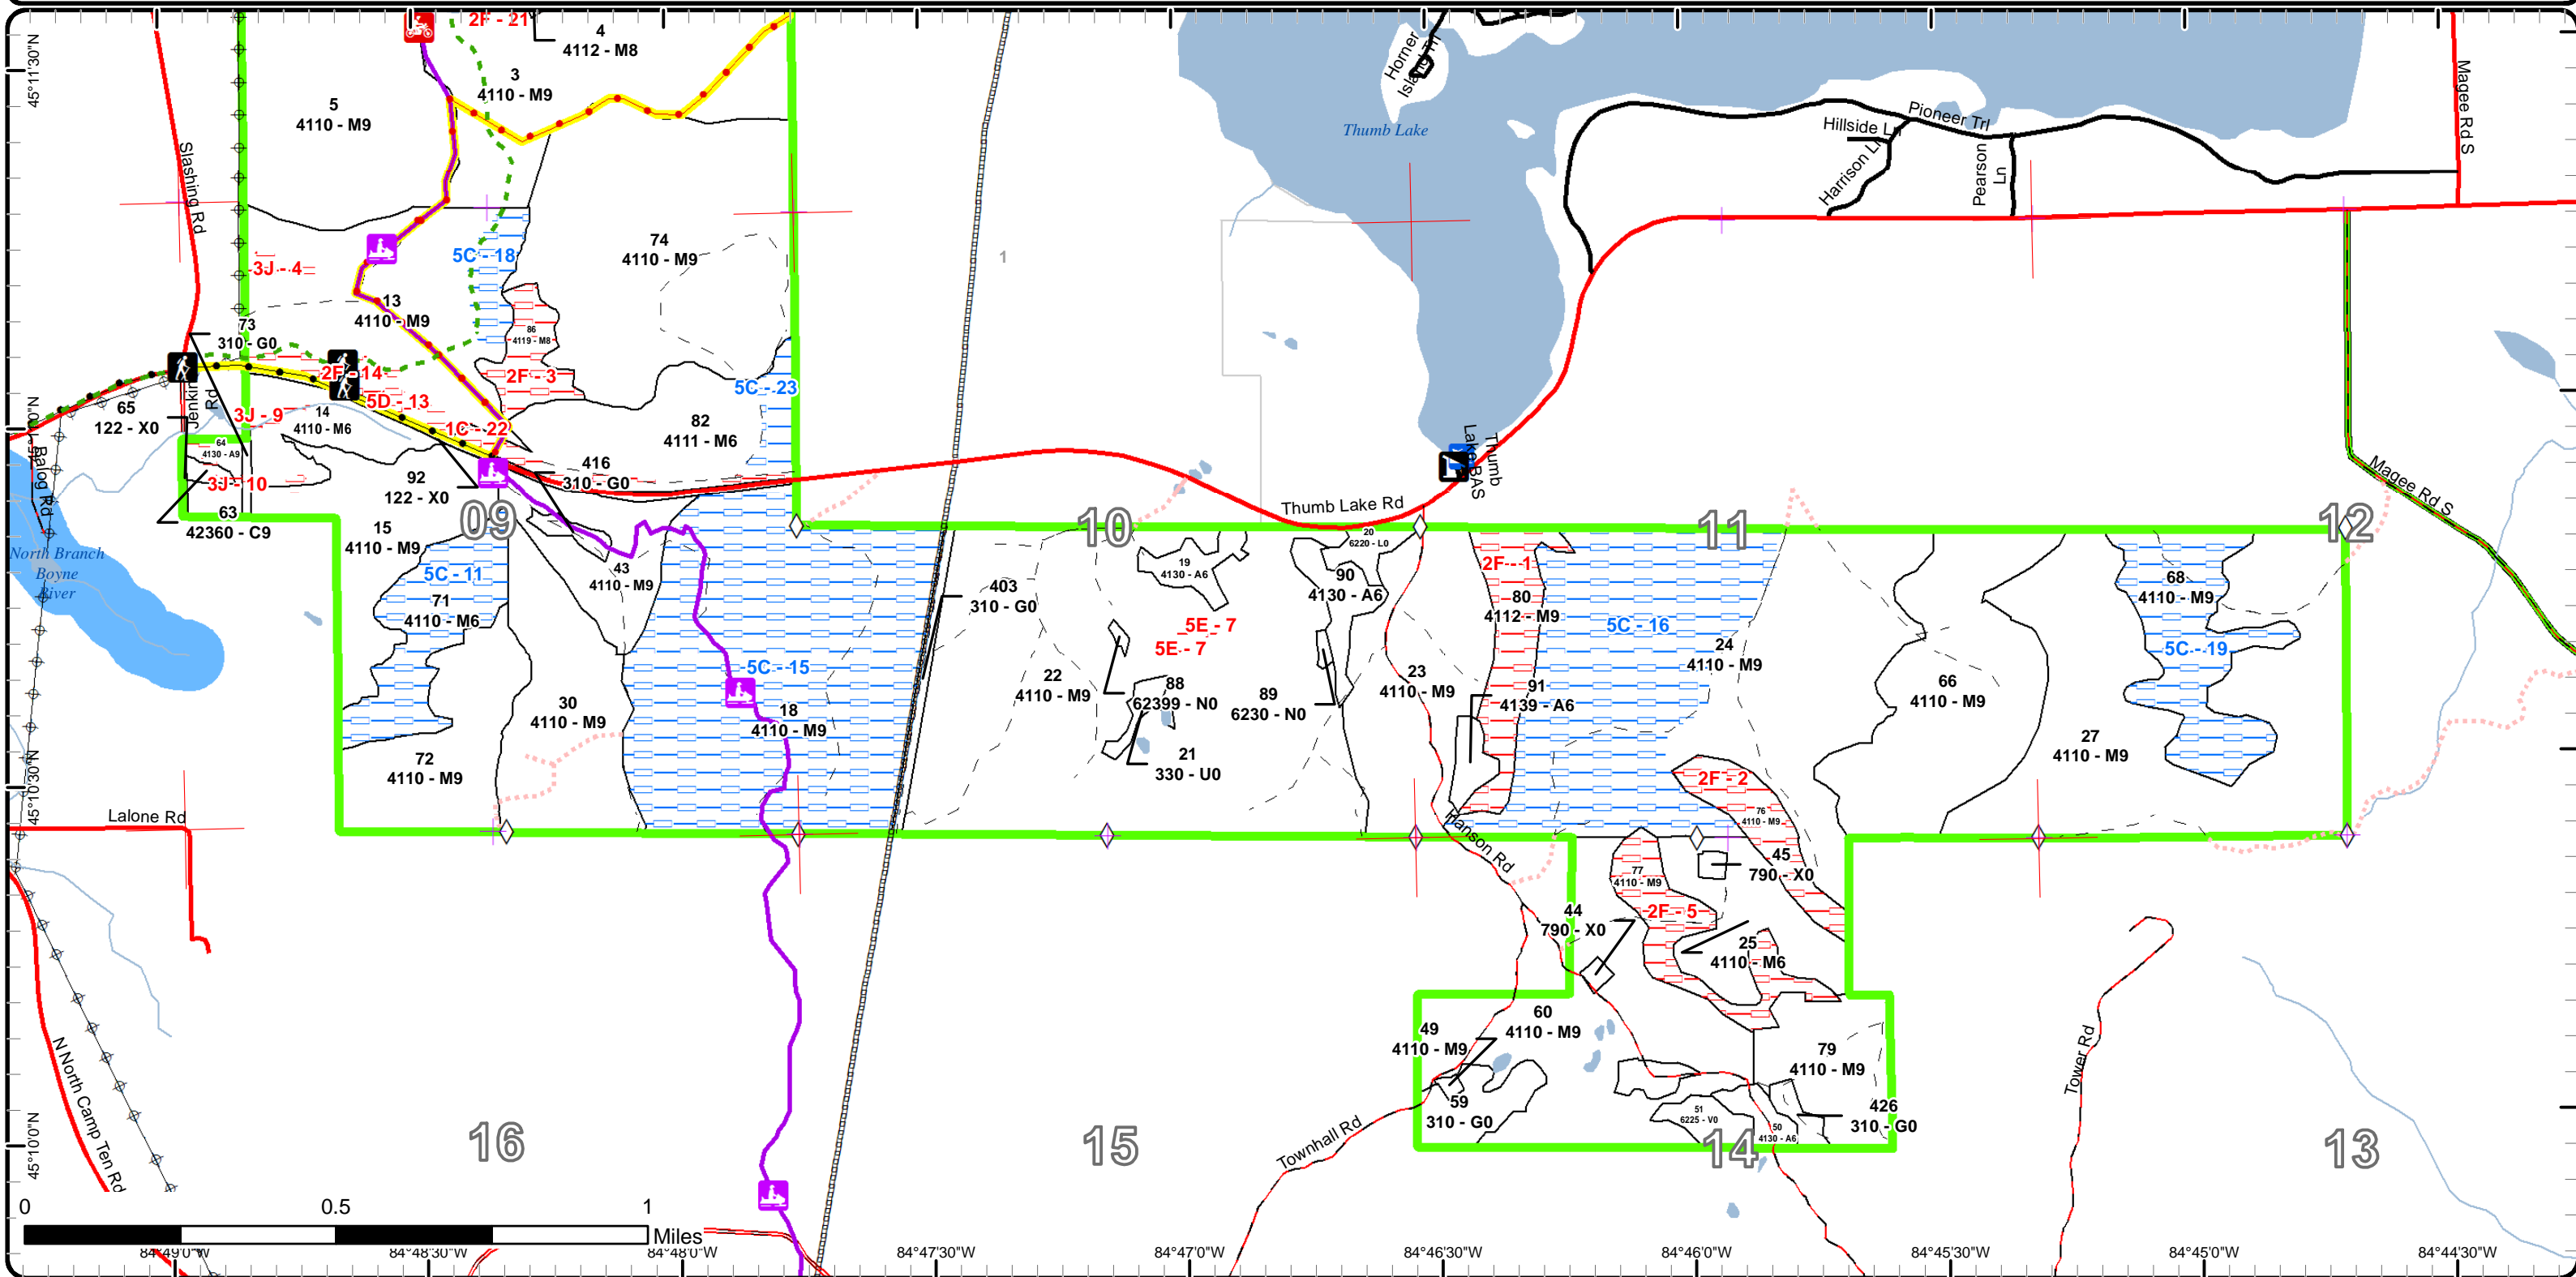 2F - 21
4
4112 - M8
3
4110 - M9
5
4110 - M9
45°11'30"N
Slashing Rd
Horner
Island Trl
Thumb Lake
Pioneer Trl
Hillside Ln
Harrison Ln
Pearson
Ln
Magee Rd S
3J - 4
5C - 18
74
4110 - M9
1
13
4110 - M9
73
310 - G0
86
4119 - M8
2F - 14
2F - 3
5C - 23
5D - 13
3J - 9
14
4110 - M6
1C - 22
82
4111 - M6
65
122 - X0
Jenkins
Rd
64
4130 - A9
3J - 10
Balog Rd
92
122 - X0
416
310 - G0
63
42360 - C9
15
4110 - M9
09
10
11
12
Thumb Lake Rd
Thumb
Lake BAS
Magee Rd S
20
6220 - L0
North Branch
Boyne
River
5C - 11
71
4110 - M6
43
4110 - M9
403
310 - G0
19
4130 - A6
90
4130 - A6
2F - 1
80
4112 - M9
5C - 16
68
4110 - M9
5E - 7
5E - 7
5C - 19
24
4110 - M9
5C - 15
22
4110 - M9
88
62399 - N0
89
6230 - N0
23
4110 - M9
91
4139 - A6
66
4110 - M9
30
4110 - M9
18
4110 - M9
27
4110 - M9
72
4110 - M9
21
330 - U0
2F - 2
45°10'30"N
76
4110 - M9
Lalone Rd
Hanson Rd
45
790 - X0
77
4110 - M9
2F - 5
44
790 - X0
25
4110 - M6
60
4110 - M9
49
4110 - M9
79
4110 - M9
N North Camp Ten Rd
Tower Rd
59
310 - G0
426
310 - G0
51
6225 - V0
50
4130 - A6
Townhall Rd
16
15
14
13
45°10'0"N
0
0.5
1
Miles
84°49'0"W
84°48'30"W
84°48'0"W
84°47'30"W
84°47'0"W
84°46'30"W
84°46'0"W
84°45'30"W
84°45'0"W
84°44'30"W